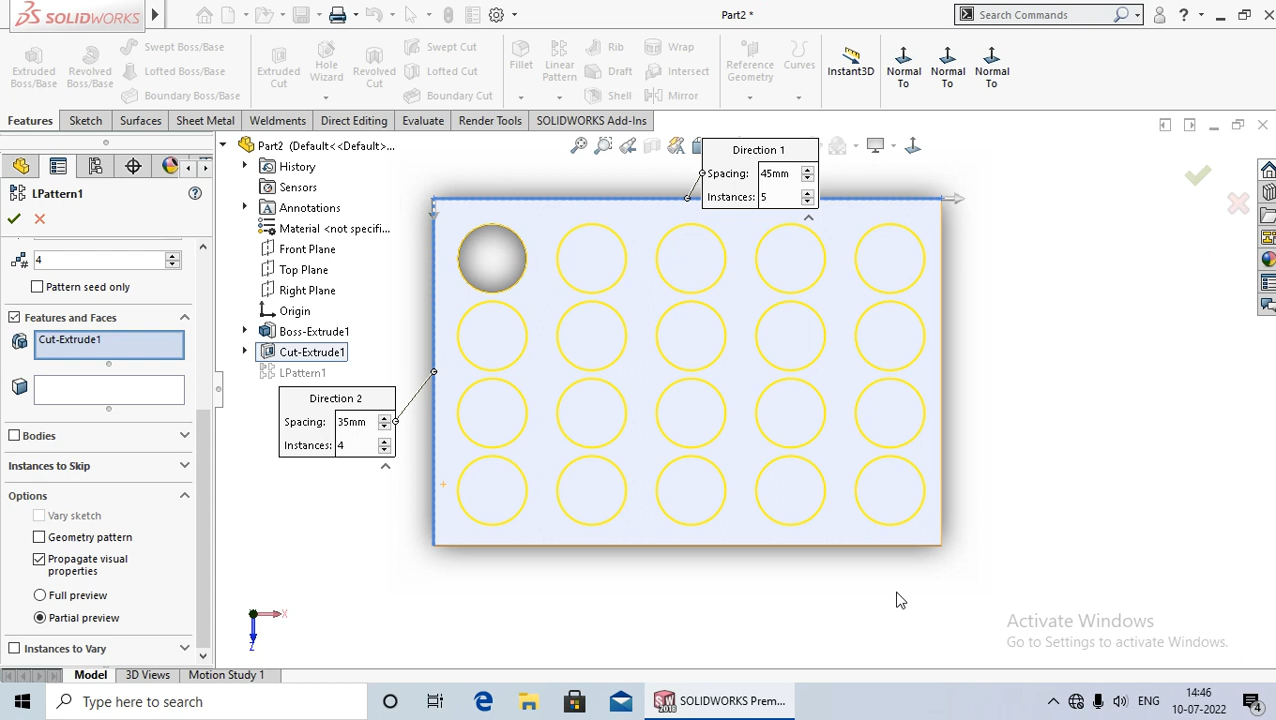 SOLIDWORKS
Part2 *
Search Commands
Extruded Boss/Base
Revolved Boss/Base
Swept Boss/Base
Lofted Boss/Base
Boundary Boss/Base
Extruded Cut
Hole Wizard
Revolved Cut
Swept Cut
Lofted Cut
Boundary Cut
Fillet
Linear Pattern
Rib
Draft
Shell
Wrap
Intersect
Mirror
Reference Geometry
Curves
Instant3D
Normal To
Normal To
Normal To
Features
Sketch
Surfaces
Sheet Metal
Weldments
Direct Editing
Evaluate
Render Tools
SOLIDWORKS Add-Ins
LPattern1
4
Pattern seed only
Features and Faces
Cut-Extrude1
Bodies
Instances to Skip
Options
Vary sketch
Geometry pattern
Propagate visual
properties
Full preview
Partial preview
Instances to Vary
Part2 (Default<<Default>...
History
Sensors
Annotations
Material <not specifi...
Front Plane
Top Plane
Right Plane
Origin
Boss-Extrude1
Cut-Extrude1
LPattern1
Direction 1
Spacing: 45mm
Instances: 5
Direction 2
Spacing: 35mm
Instances: 4
X
Z
Activate Windows
Go to Settings to activate Windows.
Model
3D Views
Motion Study 1
Type here to search
SOLIDWORKS Prem...
SW
2018
ENG
14:46
10-07-2022
4